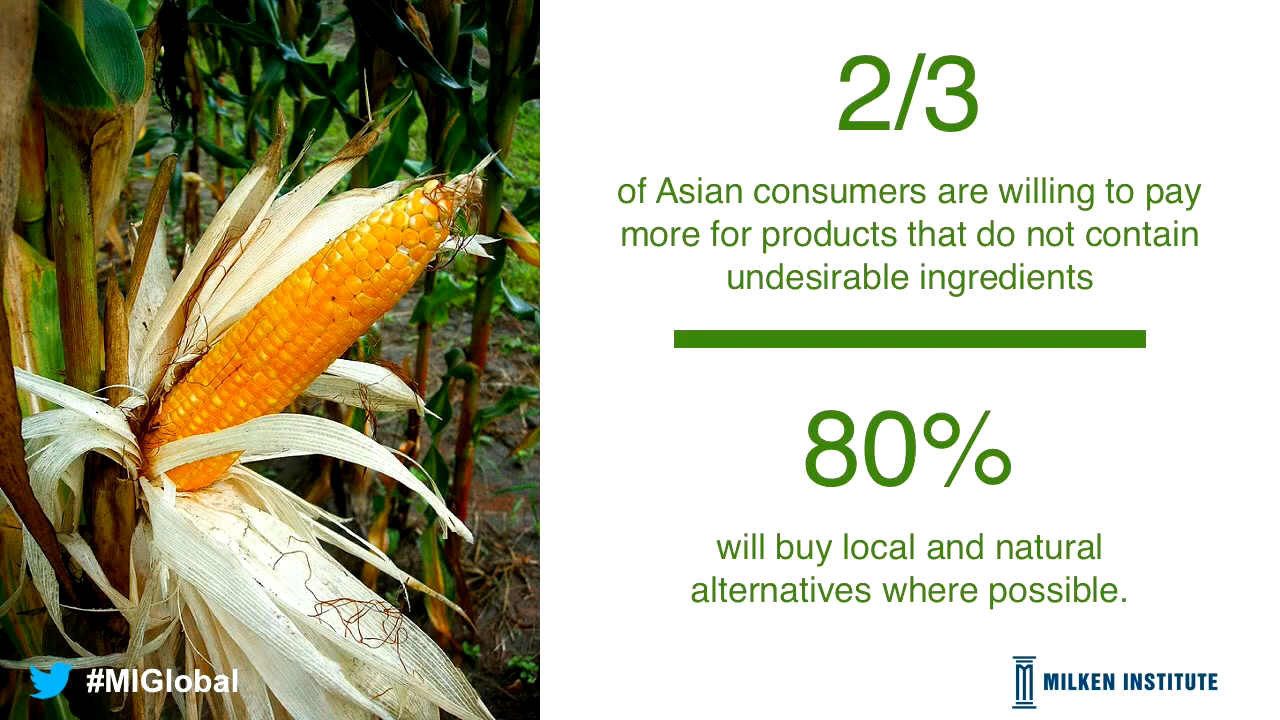 2/3
of Asian consumers are willing to pay
more for products that do not contain
undesirable ingredients
80%
will buy local and natural
alternatives where possible.
#MIGlobal
MILKEN INSTITUTE